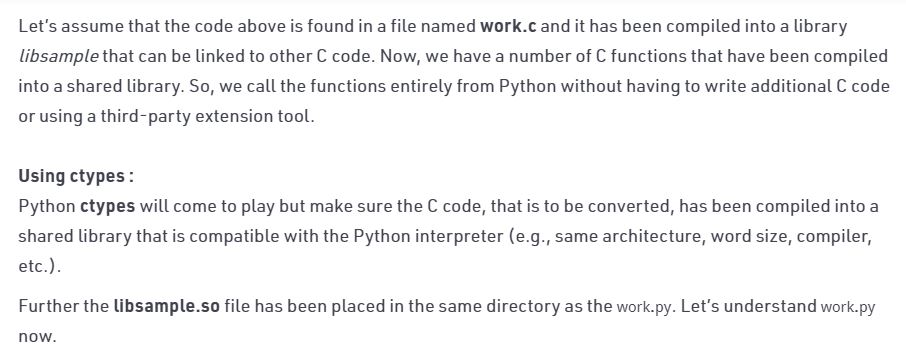 Let's assume that the code above is found in a file named work.c and it has been compiled into a library
libsample that can be linked to other C code. Now, we have a number of C functions that have been compiled
into a shared library. So, we call the functions entirely from Python without having to write additional C code
or using a third-party extension tool.
Using ctypes :
Python ctypes will come to play but make sure the C code, that is to be converted, has been compiled into a
shared library that is compatible with the Python interpreter (e.g., same architecture, word size, compiler,
etc.).
Further the libsample.so file has been placed in the same directory as the work.py. Let's understand work.py
now.